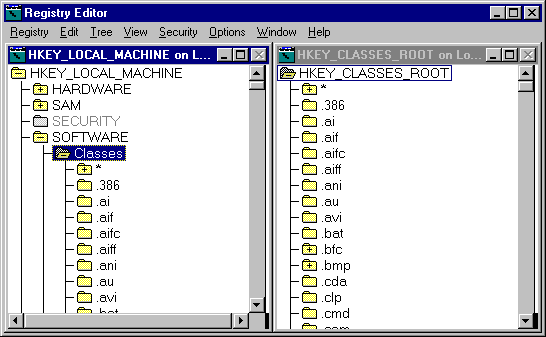 Registry Editor
Registry Edit Tree View Security Options Window Help
HKEY_LOCAL_MACHINE on L...
HKEY_LOCAL_MACHINE
HARDWARE
SAM
SECURITY
SOFTWARE
Classes
*
.386
.ai
.aif
.aifc
.aiff
.ani
.au
.avi
.bat
HKEY_CLASSES_ROOT on Lo...
HKEY_CLASSES_ROOT
*
.386
.ai
.aif
.aifc
.aiff
.ani
.au
.avi
.bat
.bfc
.bmp
.cda
.clp
.cmd
.com